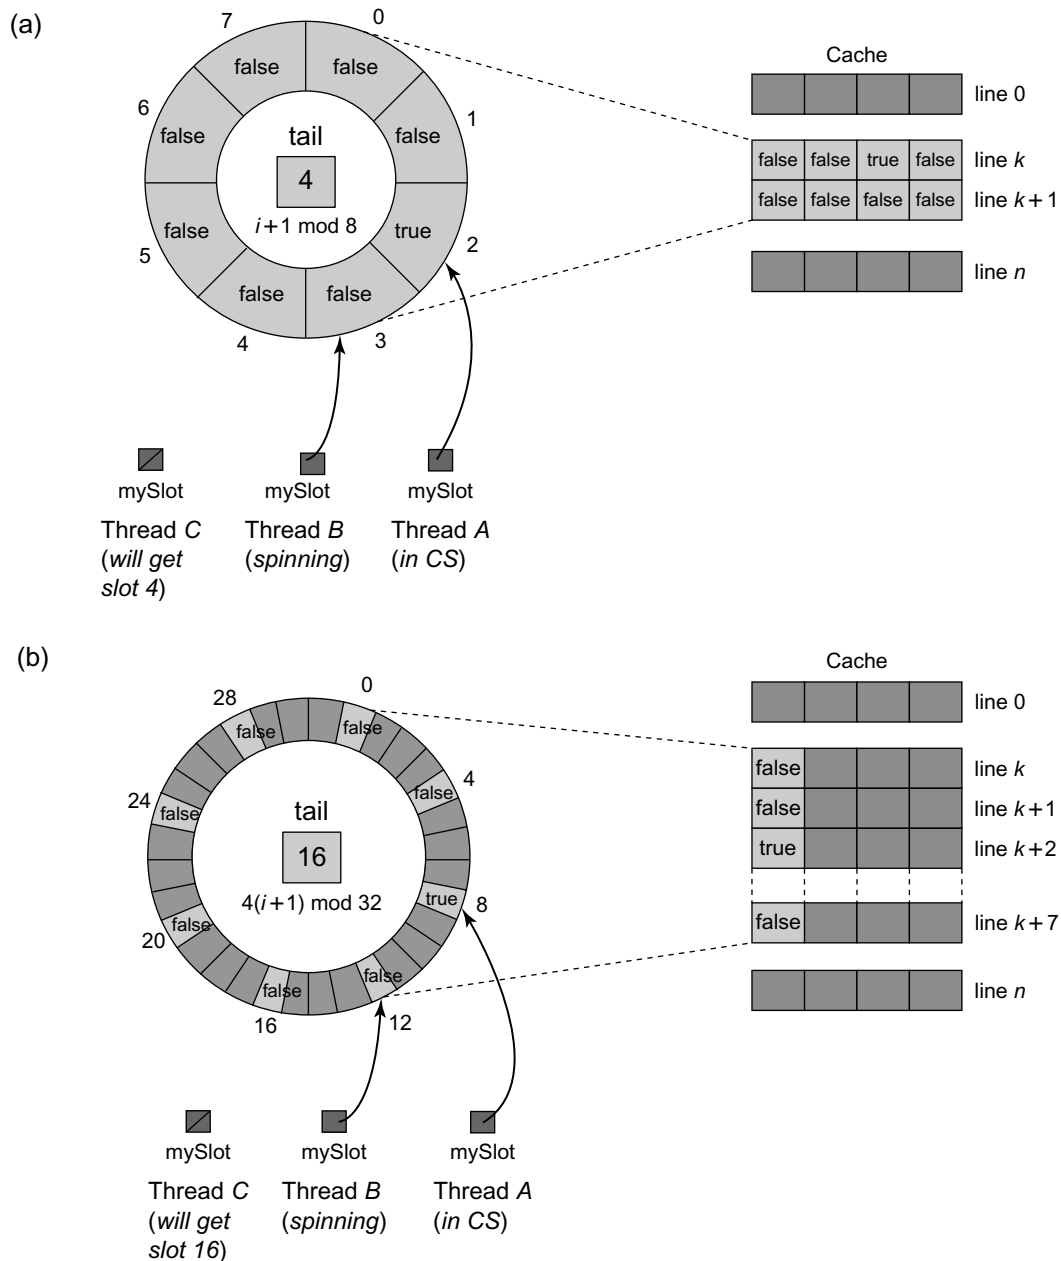 (a)
7
0
false
false
6
1
false
false
tail
4
i+1 mod 8
false
true
5
2
false
false
4
3
Cache
line 0
false false true false line k
false false false false line k+1
line n
mySlot
mySlot
mySlot
Thread C
(will get
slot 4)
Thread B
(spinning)
Thread A
(in CS)
(b)
28
0
false
false
4
false
24
false
tail
16
4(i+1) mod 32
true
8
false
20
false
false
16
12
Cache
line 0
false line k
false line k+1
true line k+2
false line k+7
line n
mySlot
mySlot
mySlot
Thread C
(will get
slot 16)
Thread B
(spinning)
Thread A
(in CS)